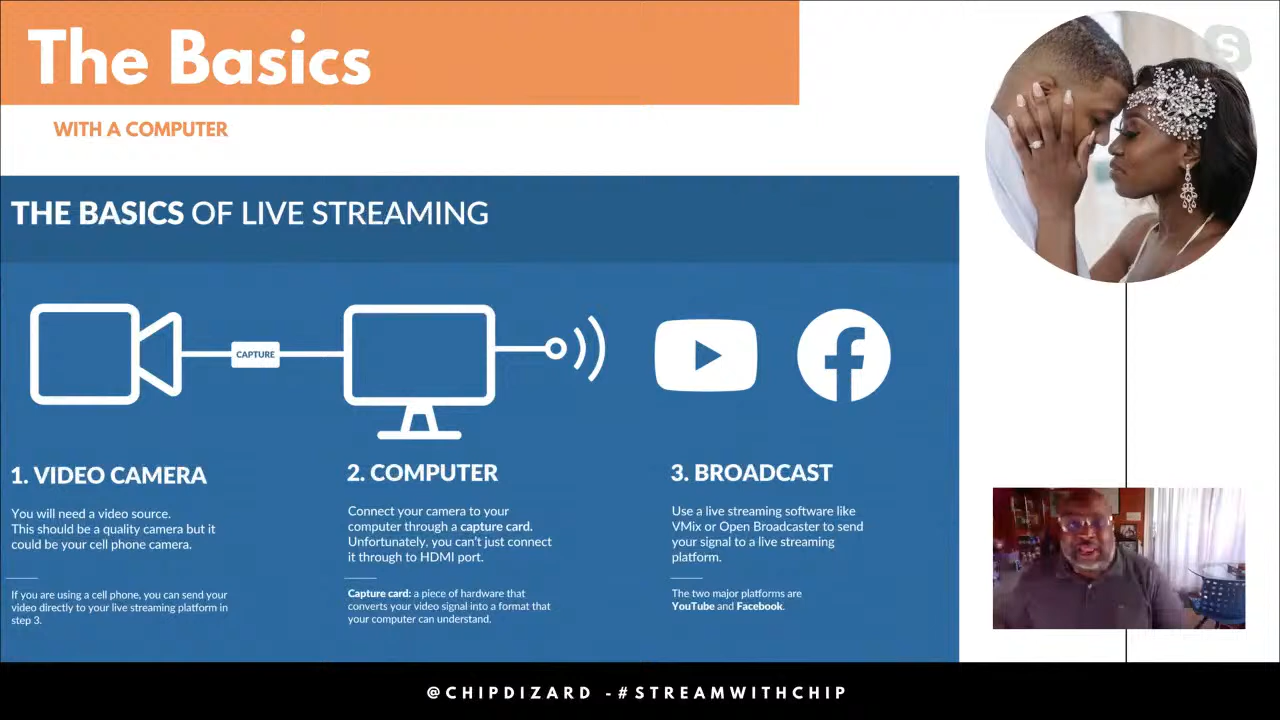 The Basics
WITH A COMPUTER
THE BASICS OF LIVE STREAMING
CAPTURE
1. VIDEO CAMERA
You will need a video source.
This should be a quality camera but it
could be your cell phone camera.
If you are using a cell phone, you can send your
video directly to your live streaming platform in
step 3.
2. COMPUTER
Connect your camera to your
computer through a capture card.
Unfortunately, you can't just connect
it through to HDMI port.
Capture card: a piece of hardware that
converts your video signal into a format that
your computer can understand.
3. BROADCAST
Use a live streaming software like
VMix or Open Broadcaster to send
your signal to a live streaming
platform.
The two major platforms are
YouTube and Facebook.
S
@CHIPDIZARD -#STREAMWITHCHIP